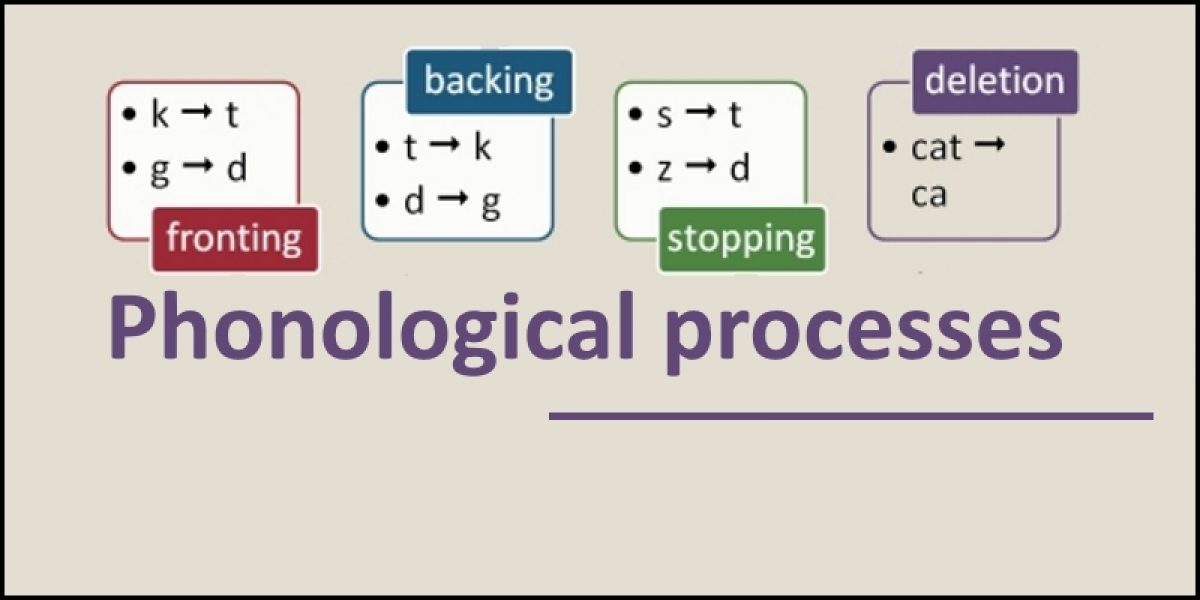 • k → t
• g → d
fronting
backing
• t → k
• d → g
• s → t
• z → d
stopping
deletion
• cat →
ca
Phonological processes